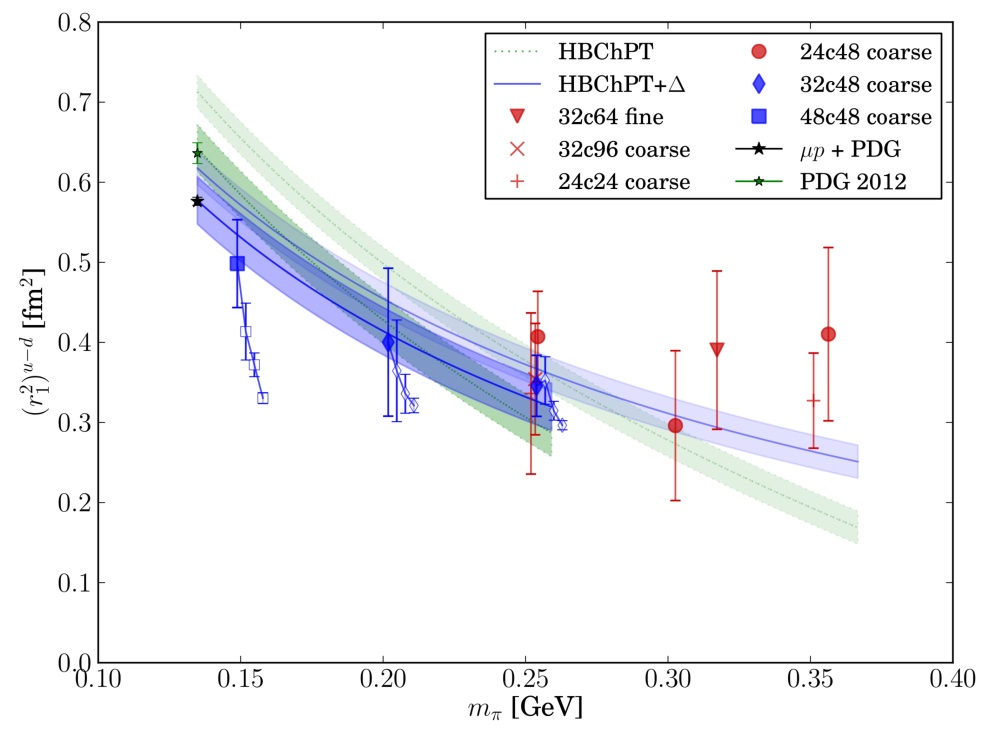 0.8
0.7
0.6
0.5
0.4
0.3
0.2
0.1
0.0
(r₁²)ᵘ⁻ᵈ [fm²]
HBChPT
HBChPT+Δ
32c64 fine
32c96 coarse
24c24 coarse
24c48 coarse
32c48 coarse
48c48 coarse
μp + PDG
PDG 2012
0.10 0.15 0.20 0.25 0.30 0.35 0.40
mπ [GeV]